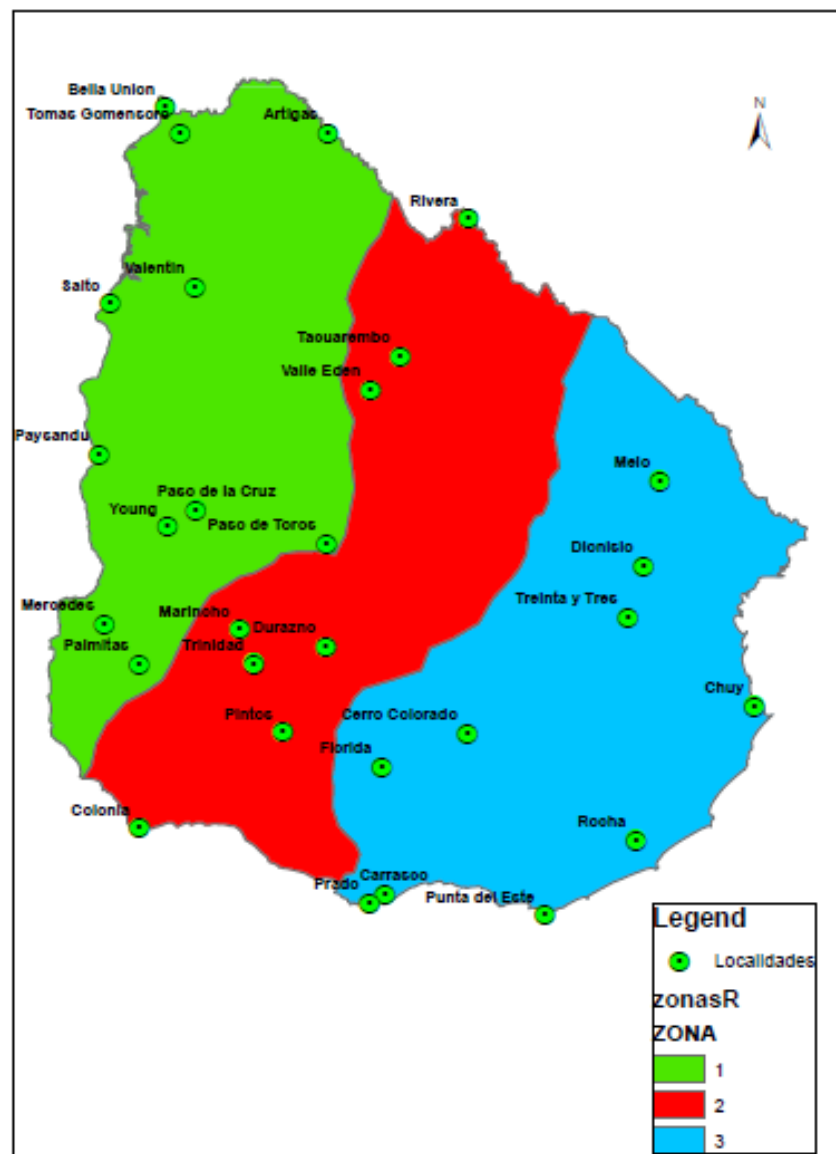 N
Bella Union
Tomas Gomensoro
Artigas
Rivera
Valentin
Salto
Taouarembo
Valle Eden
Paysandu
Melo
Paso de la Cruz
Young
Paso de Toros
Dionisio
Treinta y Tres
Mercedes
Marincho
Durazno
Palmitas
Trinidad
Chuy
Pintos
Cerro Colorado
Florida
Colonia
Rocha
Carrasco
Prado
Punta del Este
Legend
Localidades
zonasR
ZONA
1
2
3